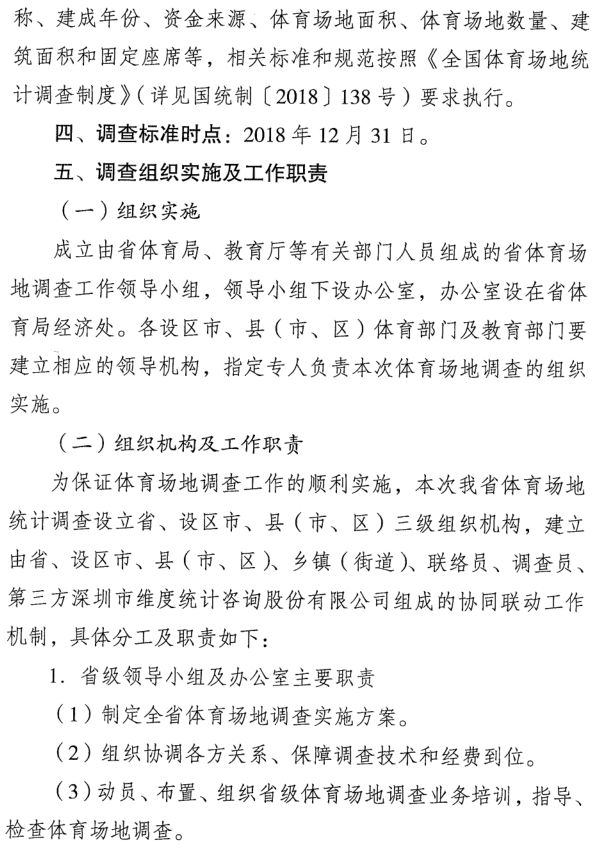 称、建成年份、资金来源、体育场地面积、体育场地数量、建
筑面积和固定座席等，相关标准和规范按照《全国体育场地统
计调查制度》（详见国统制〔2018〕138 号）要求执行。
四、调查标准时点：2018 年 12 月 31 日。
五、调查组织实施及工作职责
（一）组织实施
成立由省体育局、教育厅等有关部门人员组成的省体育场
地调查工作领导小组，领导小组下设办公室，办公室设在省体
育局经济处。各设区市、县（市、区）体育部门及教育部门要
建立相应的领导机构，指定专人负责本次体育场地调查的组织
实施。
（二）组织机构及工作职责
为保证体育场地调查工作的顺利实施，本次我省体育场地
统计调查设立省、设区市、县（市、区）三级组织机构，建立
由省、设区市、县（市、区）、乡镇（街道）、联络员、调查员、
第三方深圳市维度统计咨询股份有限公司组成的协同联动工作
机制，具体分工及职责如下：
1. 省级领导小组及办公室主要职责
（1）制定全省体育场地调查实施方案。
（2）组织协调各方关系、保障调查技术和经费到位。
（3）动员、布置、组织省级体育场地调查业务培训，指导、
检查体育场地调查。